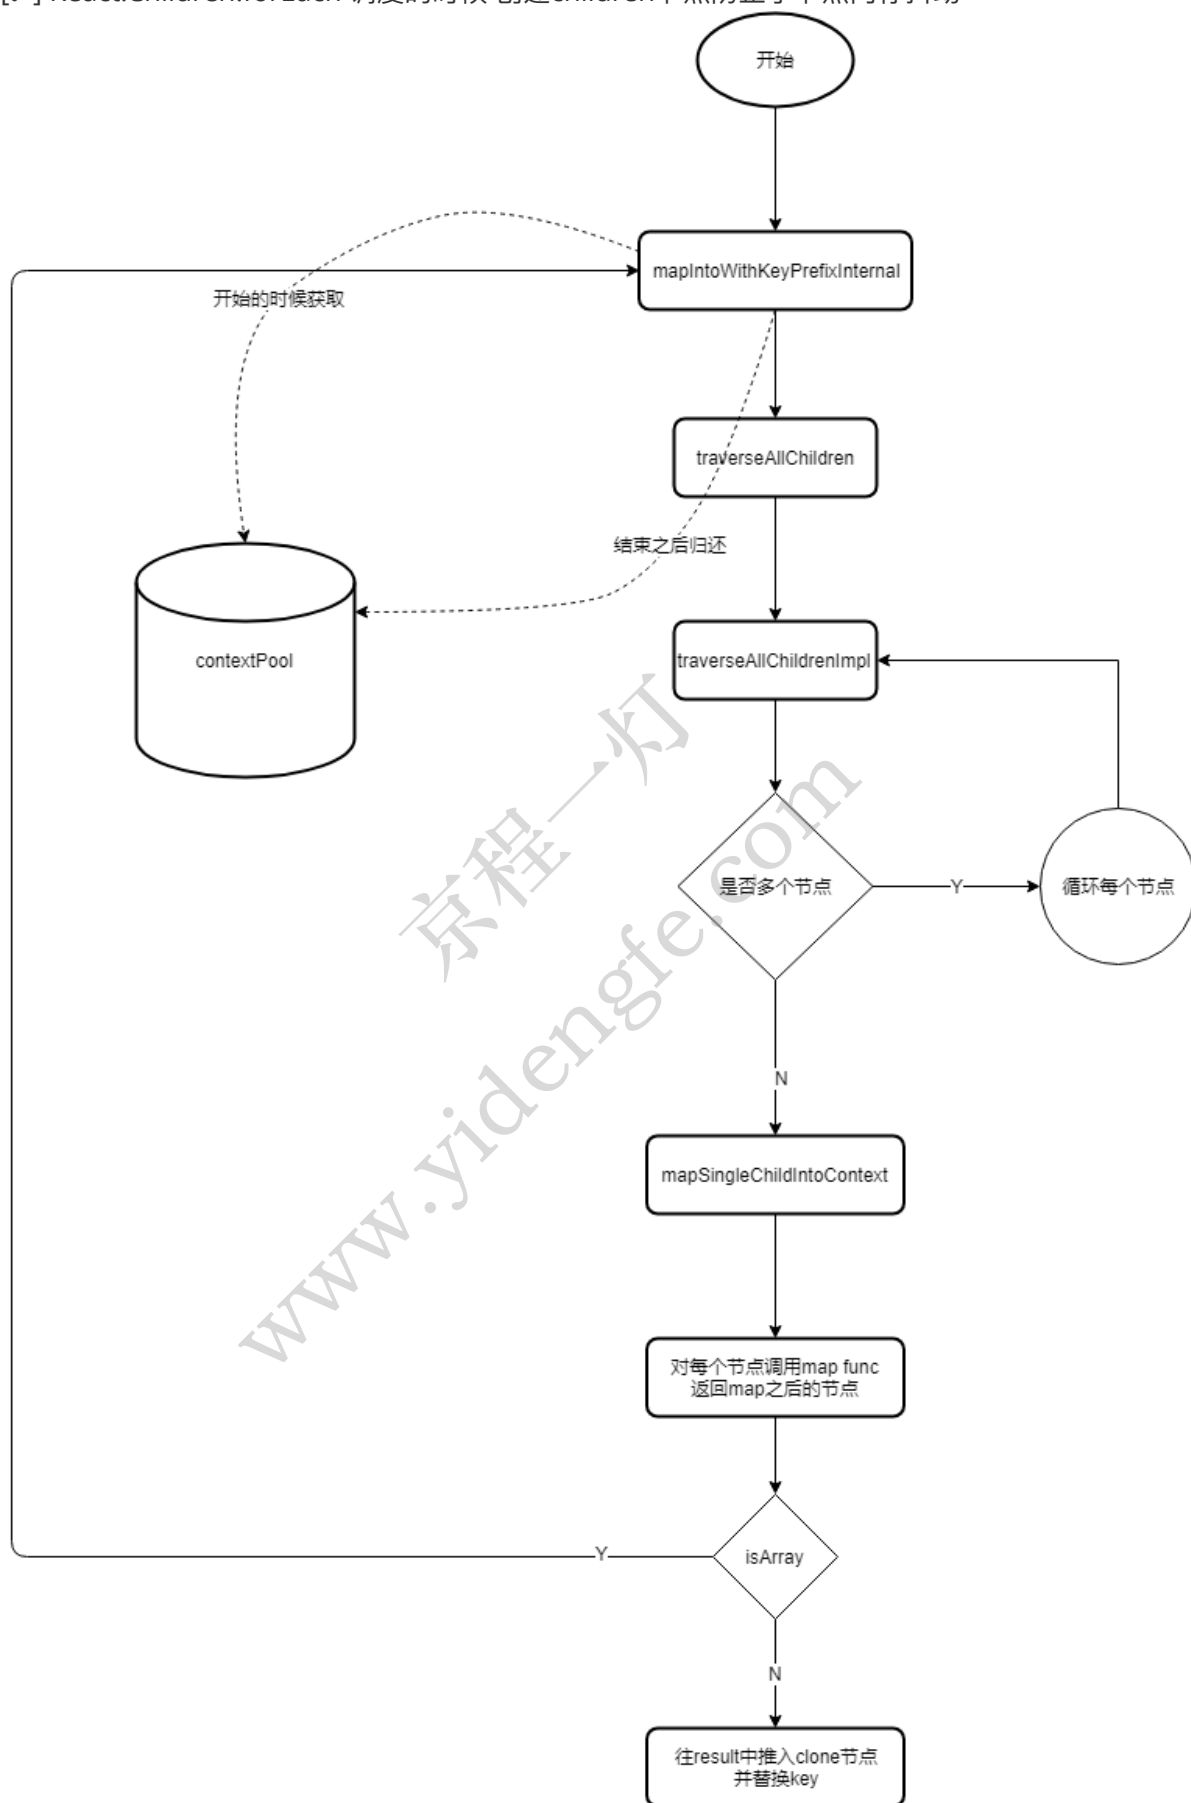 React.Children.forEach
开始
mapIntoWithKeyPrefixInternal
开始的时候获取
traverseAllChildren
结束之后归还
contextPool
traverseAllChildrenImpl
是否多个节点
Y
循环每个节点
N
mapSingleChildIntoContext
对每个节点调用map func
返回map之后的节点
isArray
Y
N
往result中推入clone节点
并替换key
京程一灯
www.yidengfe.com